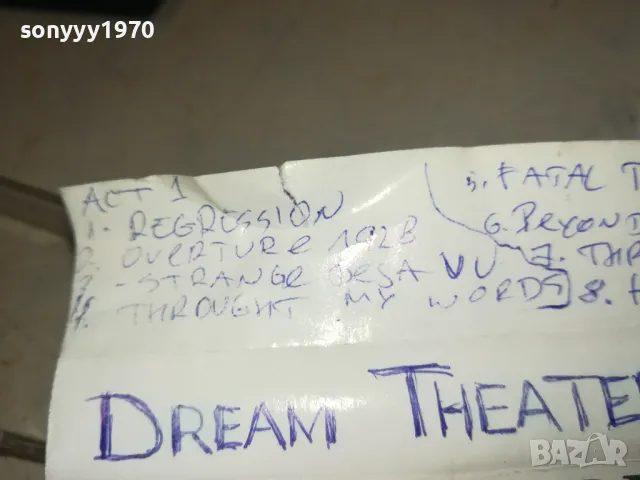 sonyyy1970
ACT 1
1. REGRESSION
2. OVERTURE 1928
3. -STRANGE DEJA VU
4. THROUGHT MY WORDS
5. FATAL T
6. BEYOND
7. THR
8.
DREAM THEATE
BAZAR